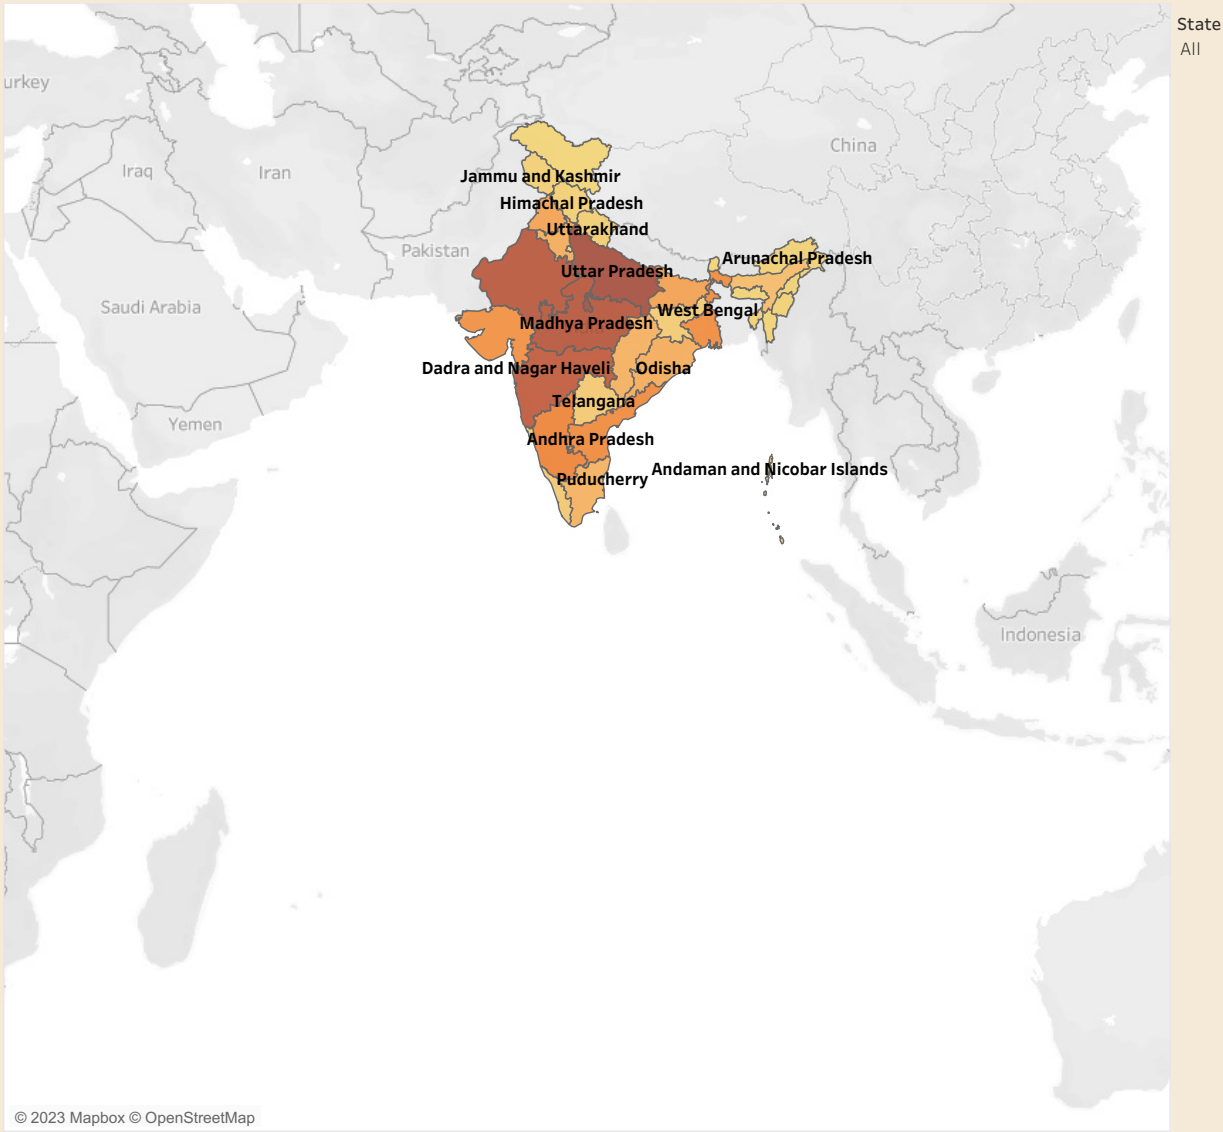 State
All
urkey
China
Iraq
Iran
Jammu and Kashmir
Himachal Pradesh
Uttarakhand
Pakistan
Arunachal Pradesh
Uttar Pradesh
Saudi Arabia
West Bengal
Madhya Pradesh
Dadra and Nagar Haveli
Odisha
Telangana
Yemen
Andhra Pradesh
Andaman and Nicobar Islands
Puducherry
Indonesia
© 2023 Mapbox © OpenStreetMap